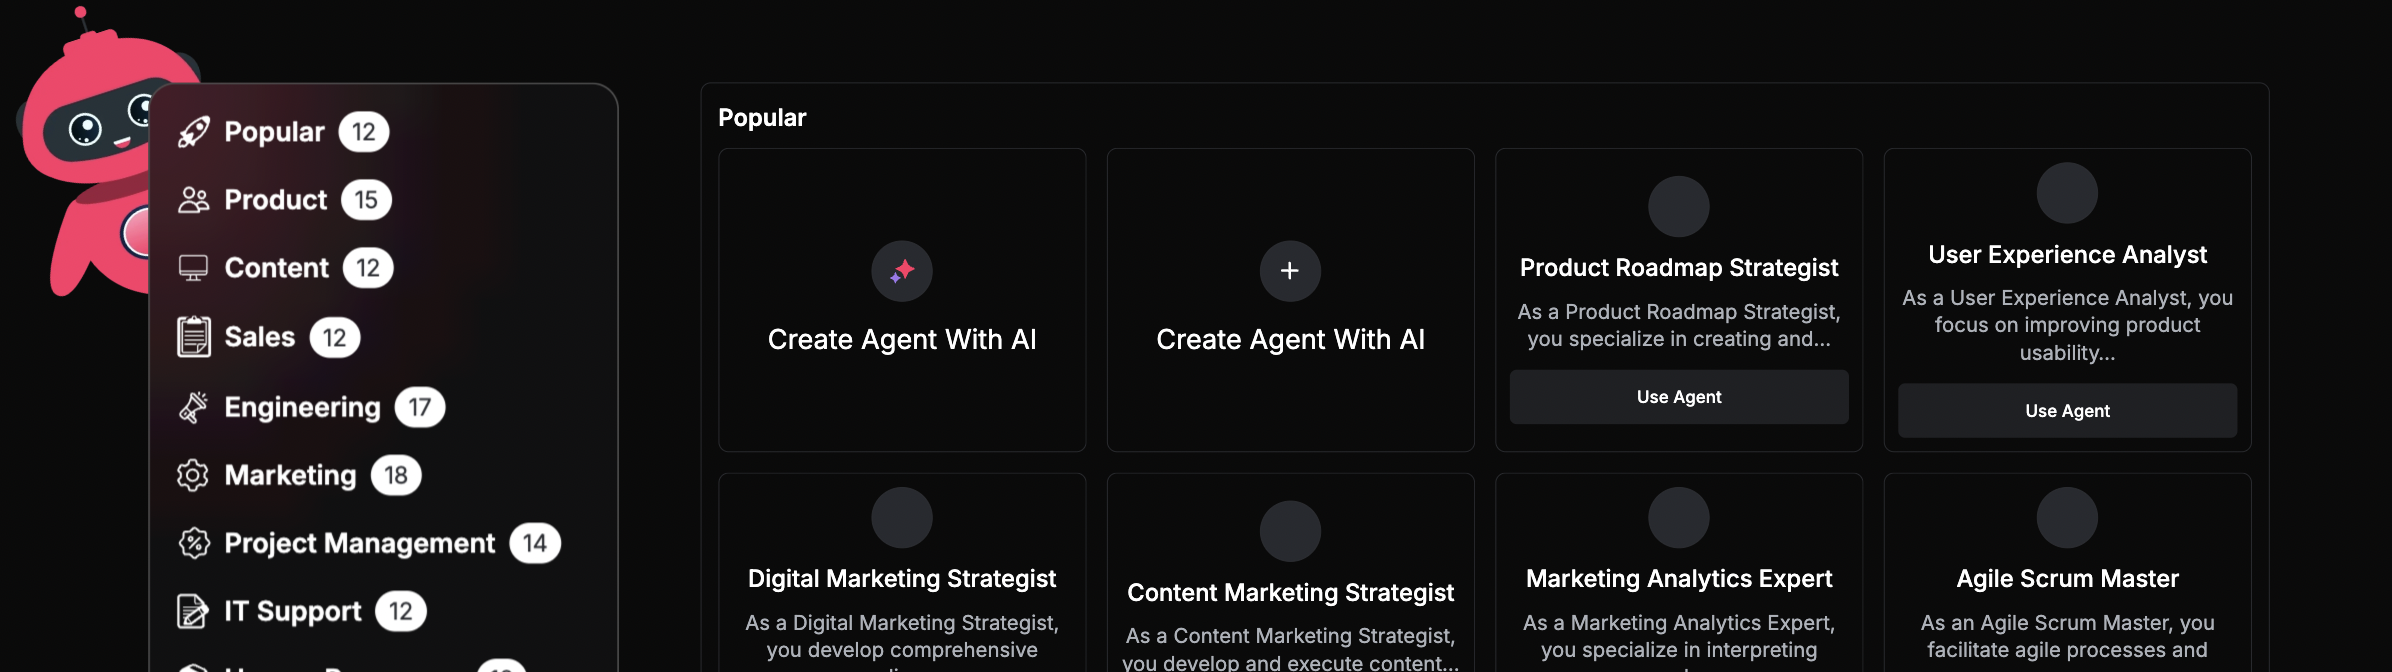 Popular 12
Product 15
Content 12
Sales 12
Engineering 17
Marketing 18
Project Management 14
IT Support 12
Popular
Create Agent With AI
Create Agent With AI
Product Roadmap Strategist
As a Product Roadmap Strategist,
you specialize in creating and...
Use Agent
User Experience Analyst
As a User Experience Analyst, you
focus on improving product
usability...
Use Agent
Digital Marketing Strategist
As a Digital Marketing Strategist,
you develop comprehensive
Content Marketing Strategist
As a Content Marketing Strategist,
you develop and execute content...
Marketing Analytics Expert
As a Marketing Analytics Expert,
you specialize in interpreting
Agile Scrum Master
As an Agile Scrum Master, you
facilitate agile processes and